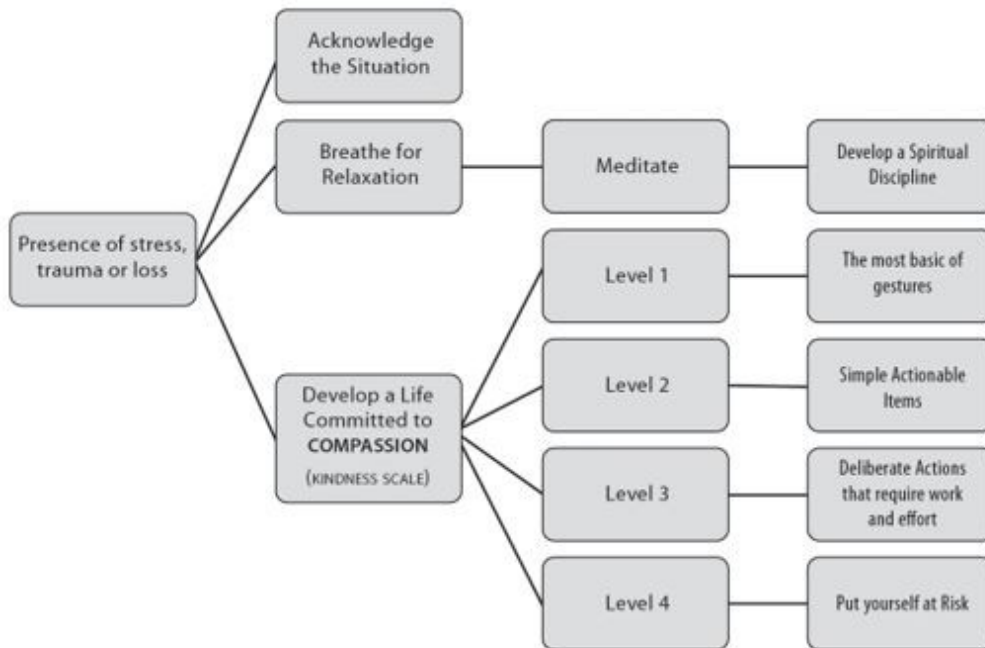 Acknowledge
the Situation
Breathe for
Relaxation
Meditate
Develop a Spiritual
Discipline
Presence of stress,
trauma or loss
Level 1
The most basic of
gestures
Level 2
Simple Actionable
Items
Develop a Life
Committed to
COMPASSION
(KINDNESS SCALE)
Level 3
Deliberate Actions
that require work
and effort
Level 4
Put yourself at Risk